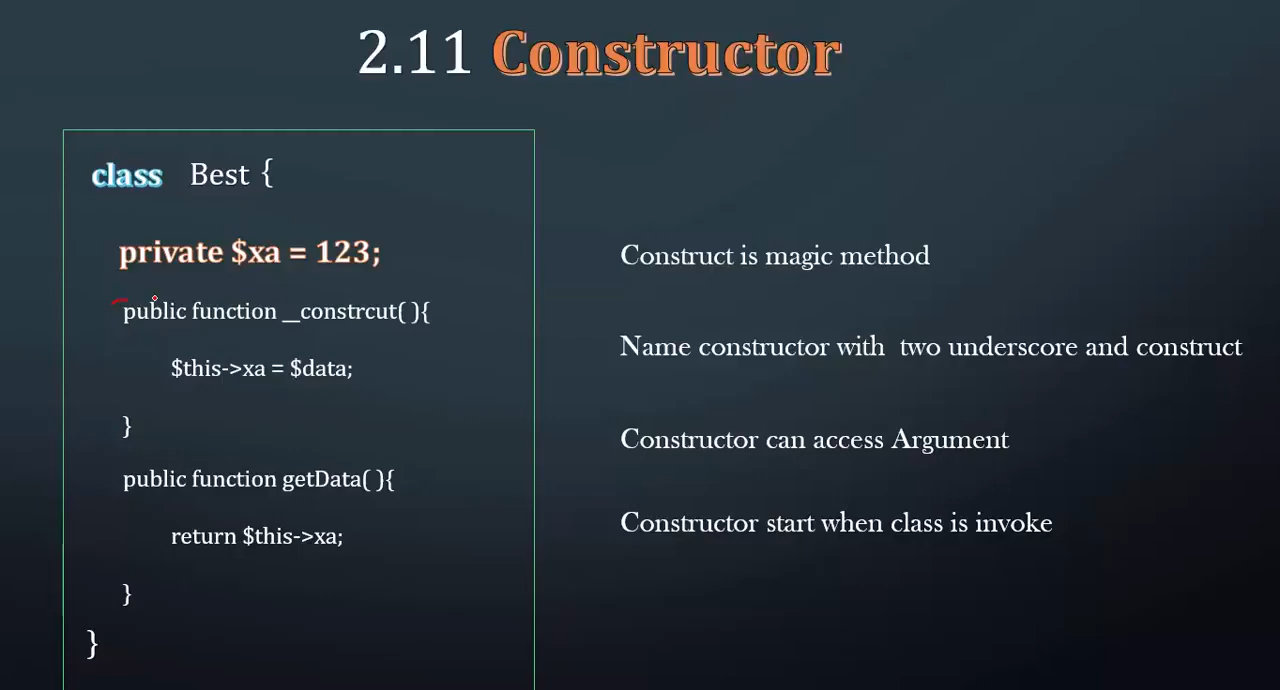 2.11 Constructor
class Best {
private $xa = 123;
public function __constrcut( ){
$this->xa = $data;
}
public function getData( ){
return $this->xa;
}
}
Construct is magic method
Name constructor with two underscore and construct
Constructor can access Argument
Constructor start when class is invoke